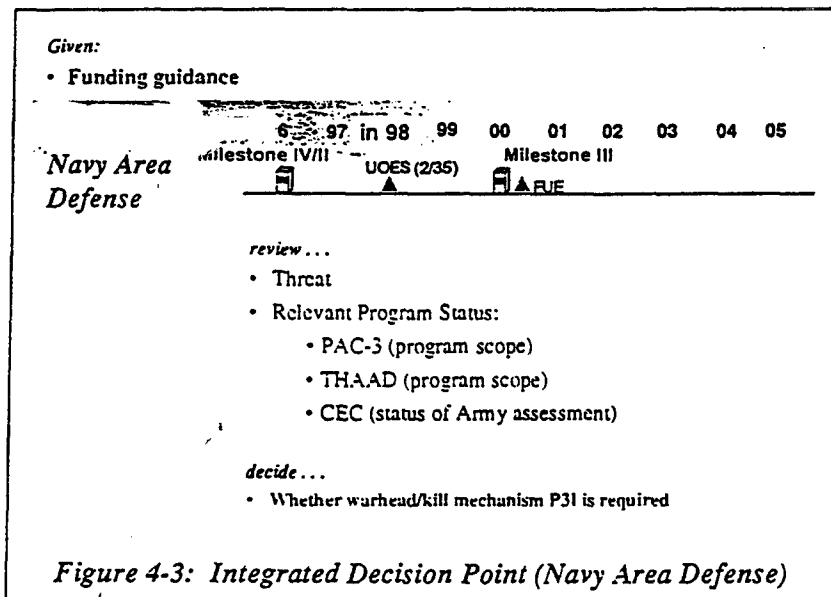 Given:
• Funding guidance
6 97 in 98 99 00 01 02 03 04 05
Milestone IV/II Milestone III
Navy Area UOES (2/35)
Defense FUE
review...
• Threat
• Relevant Program Status:
• PAC-3 (program scope)
• THAAD (program scope)
• CEC (status of Army assessment)
decide...
• Whether warhead/kill mechanism P3I is required
Figure 4-3: Integrated Decision Point (Navy Area Defense)